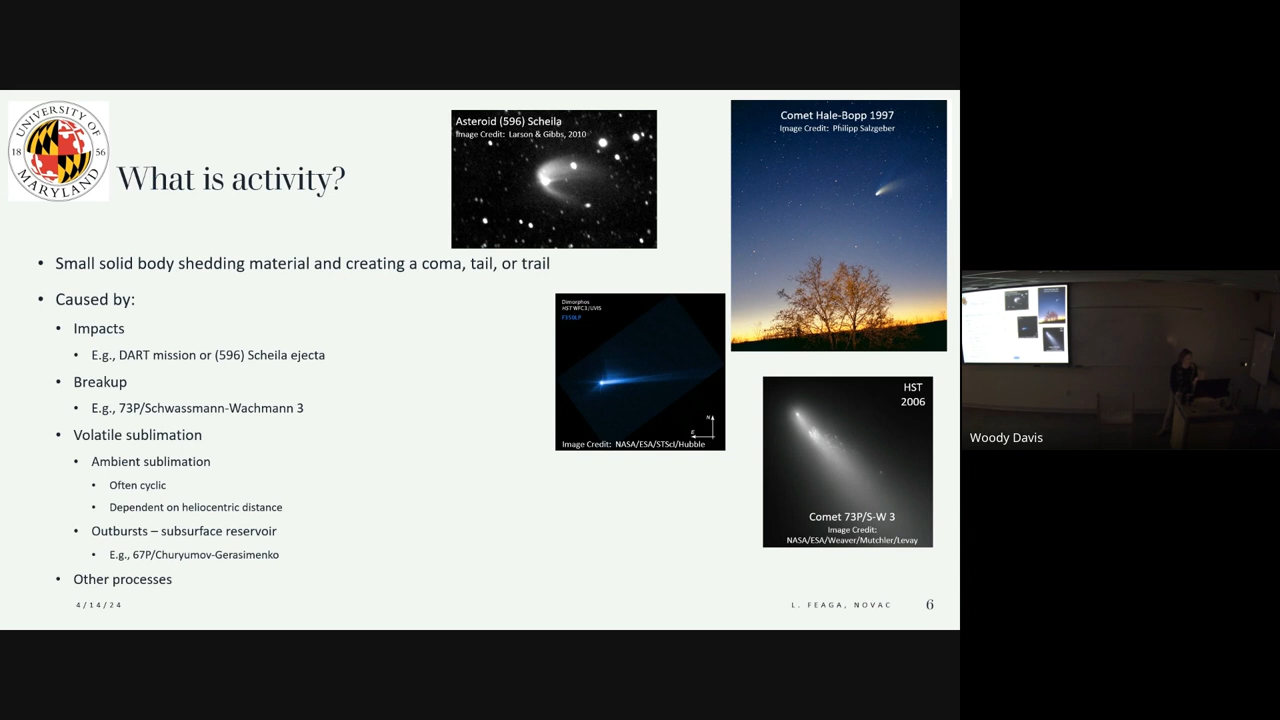 UNIVERSITY OF
18 56
MARYLAND
What is activity?
Asteroid (596) Scheila
Image Credit: Larson & Gibbs, 2010
Comet Hale-Bopp 1997
Image Credit: Philipp Salzgeber
• Small solid body shedding material and creating a coma, tail, or trail
• Caused by:
• Impacts
• E.g., DART mission or (596) Scheila ejecta
• Breakup
• E.g., 73P/Schwassmann-Wachmann 3
• Volatile sublimation
• Ambient sublimation
• Often cyclic
• Dependent on heliocentric distance
• Outbursts – subsurface reservoir
• E.g., 67P/Churyumov-Gerasimenko
• Other processes
Dimorphos
HST WFC3/UVIS
F350LP
N
E
Image Credit: NASA/ESA/STScI/Hubble
HST
2006
Comet 73P/S-W 3
Image Credit:
NASA/ESA/Weaver/Mutchler/Levay
4/14/24
L. FEAGA, NOVAC
6
Woody Davis